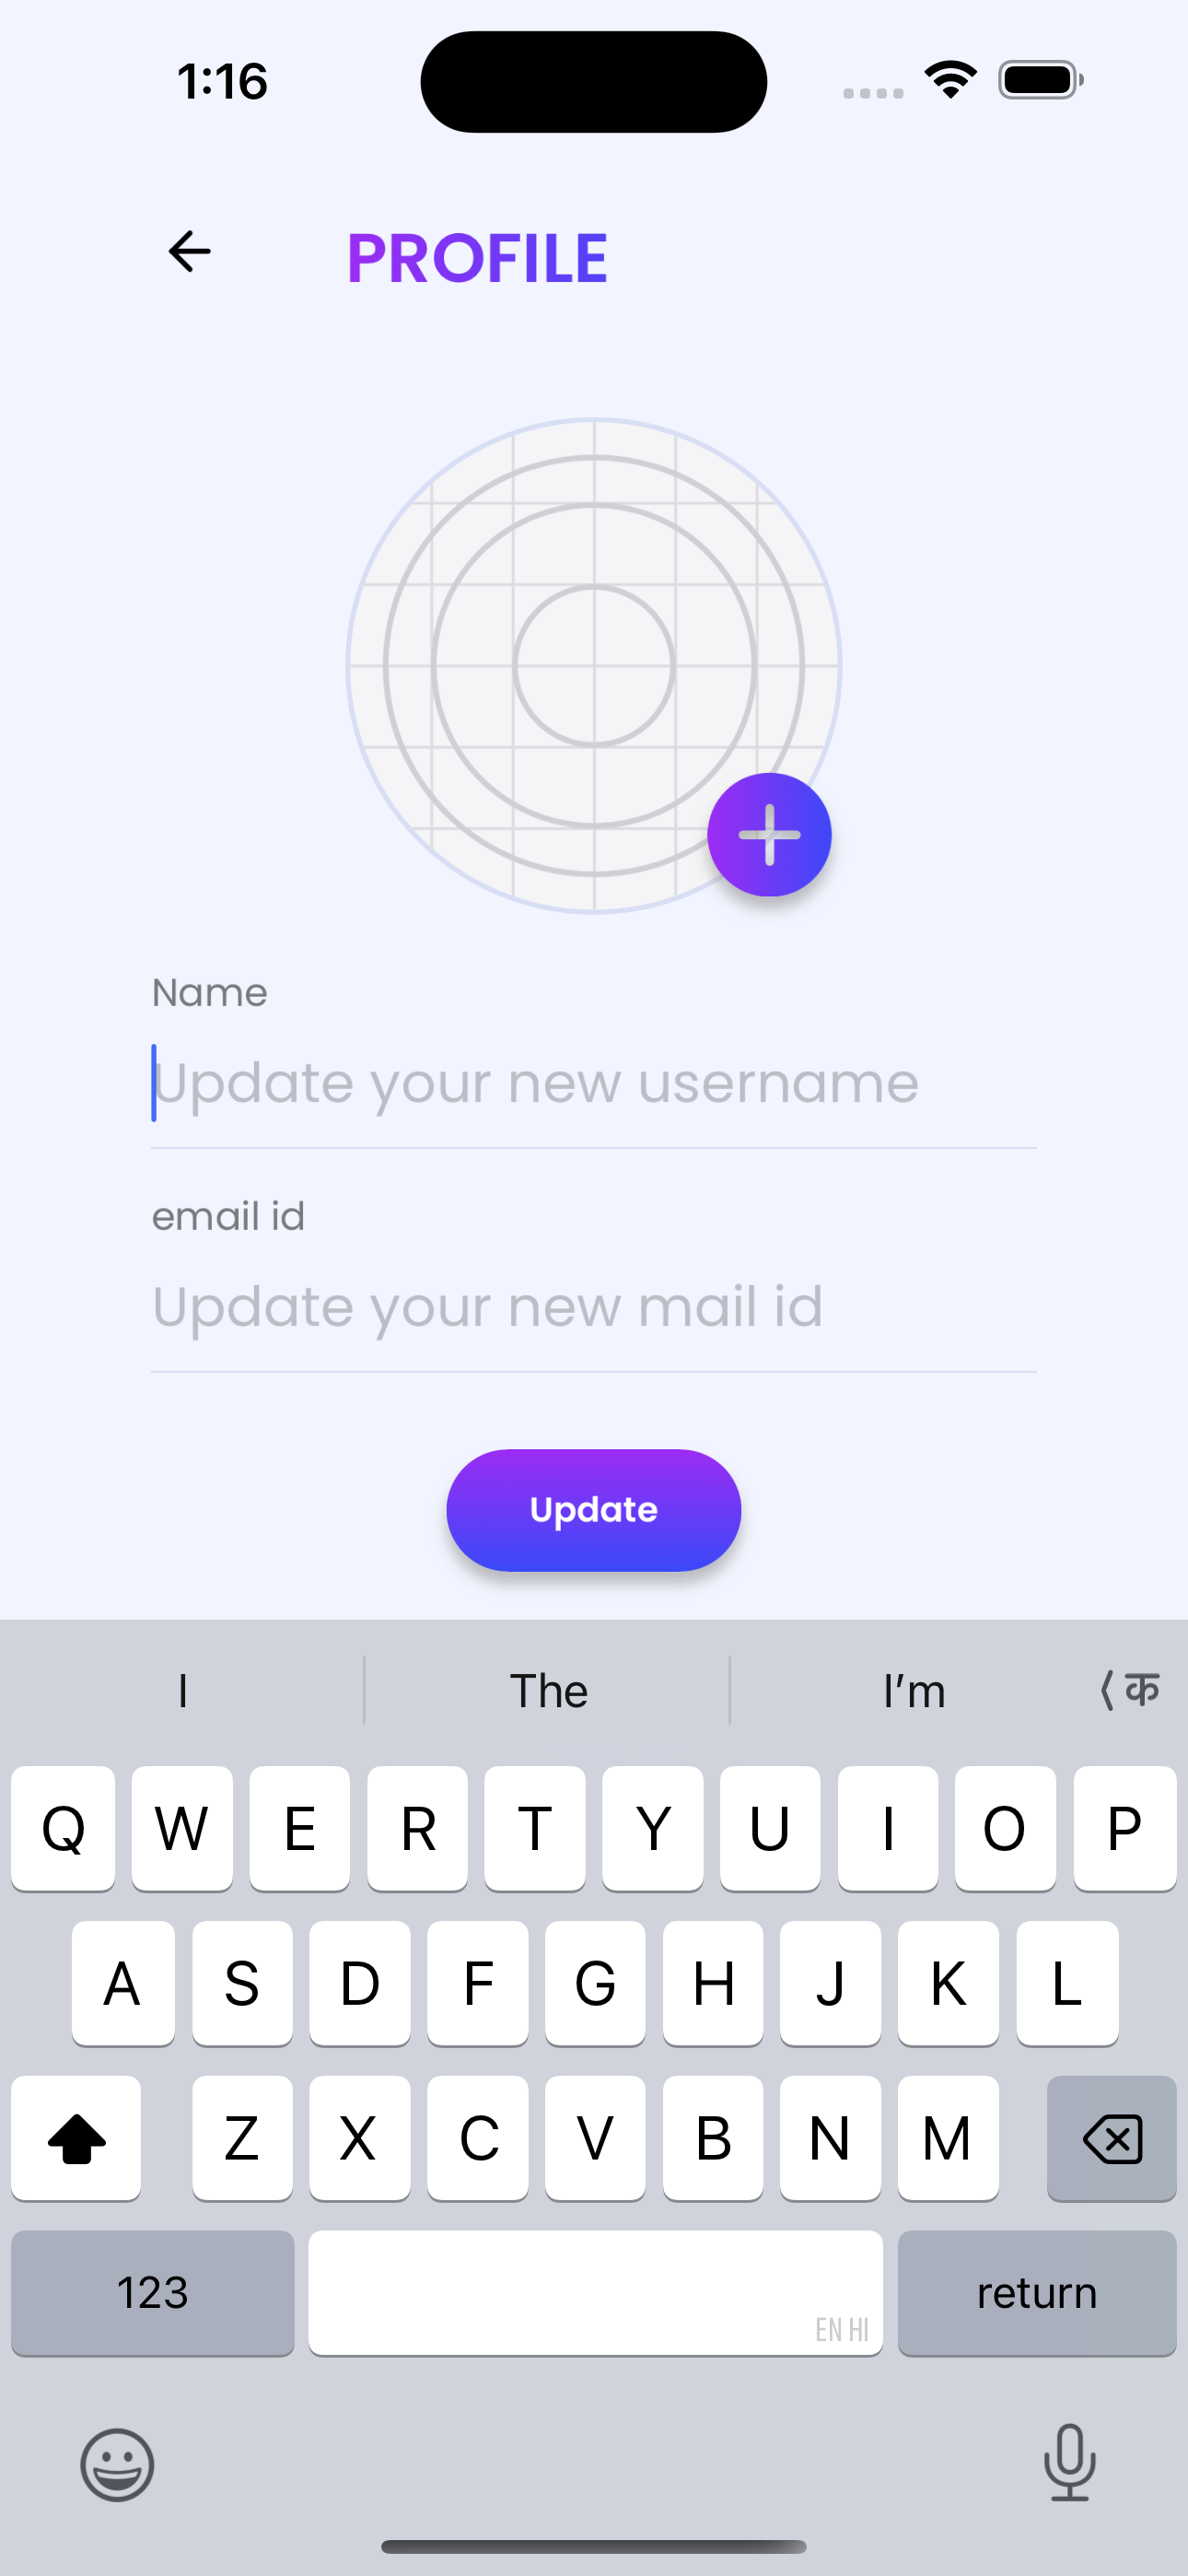 1:16
PROFILE
Name
Update your new username
email id
Update your new mail id
Update
I The I'm क
Q W E R T Y U I O P
A S D F G H J K L
Z X C V B N M
123 EN HI return